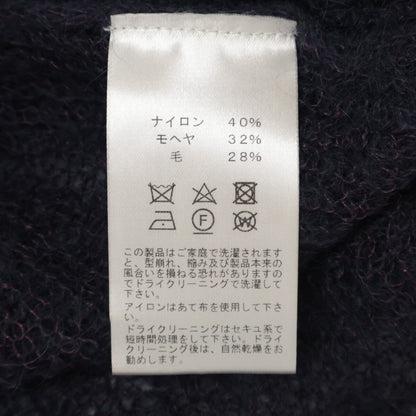 ナイロン 40%
モヘヤ 32%
毛 28%
F
W
この製品はご家庭で洗濯されます
と、型崩れ、縮み及び製品本来の
風合いを損ねる恐れがありますの
でドライクリーニングで洗濯して下
さい。
アイロンはあて布を使用して下さ
い。
ドライクリーニングはセキユ系で
短時間処理をして下さい。ドライ
クリーニング後は、自然乾燥をお
勧めします。